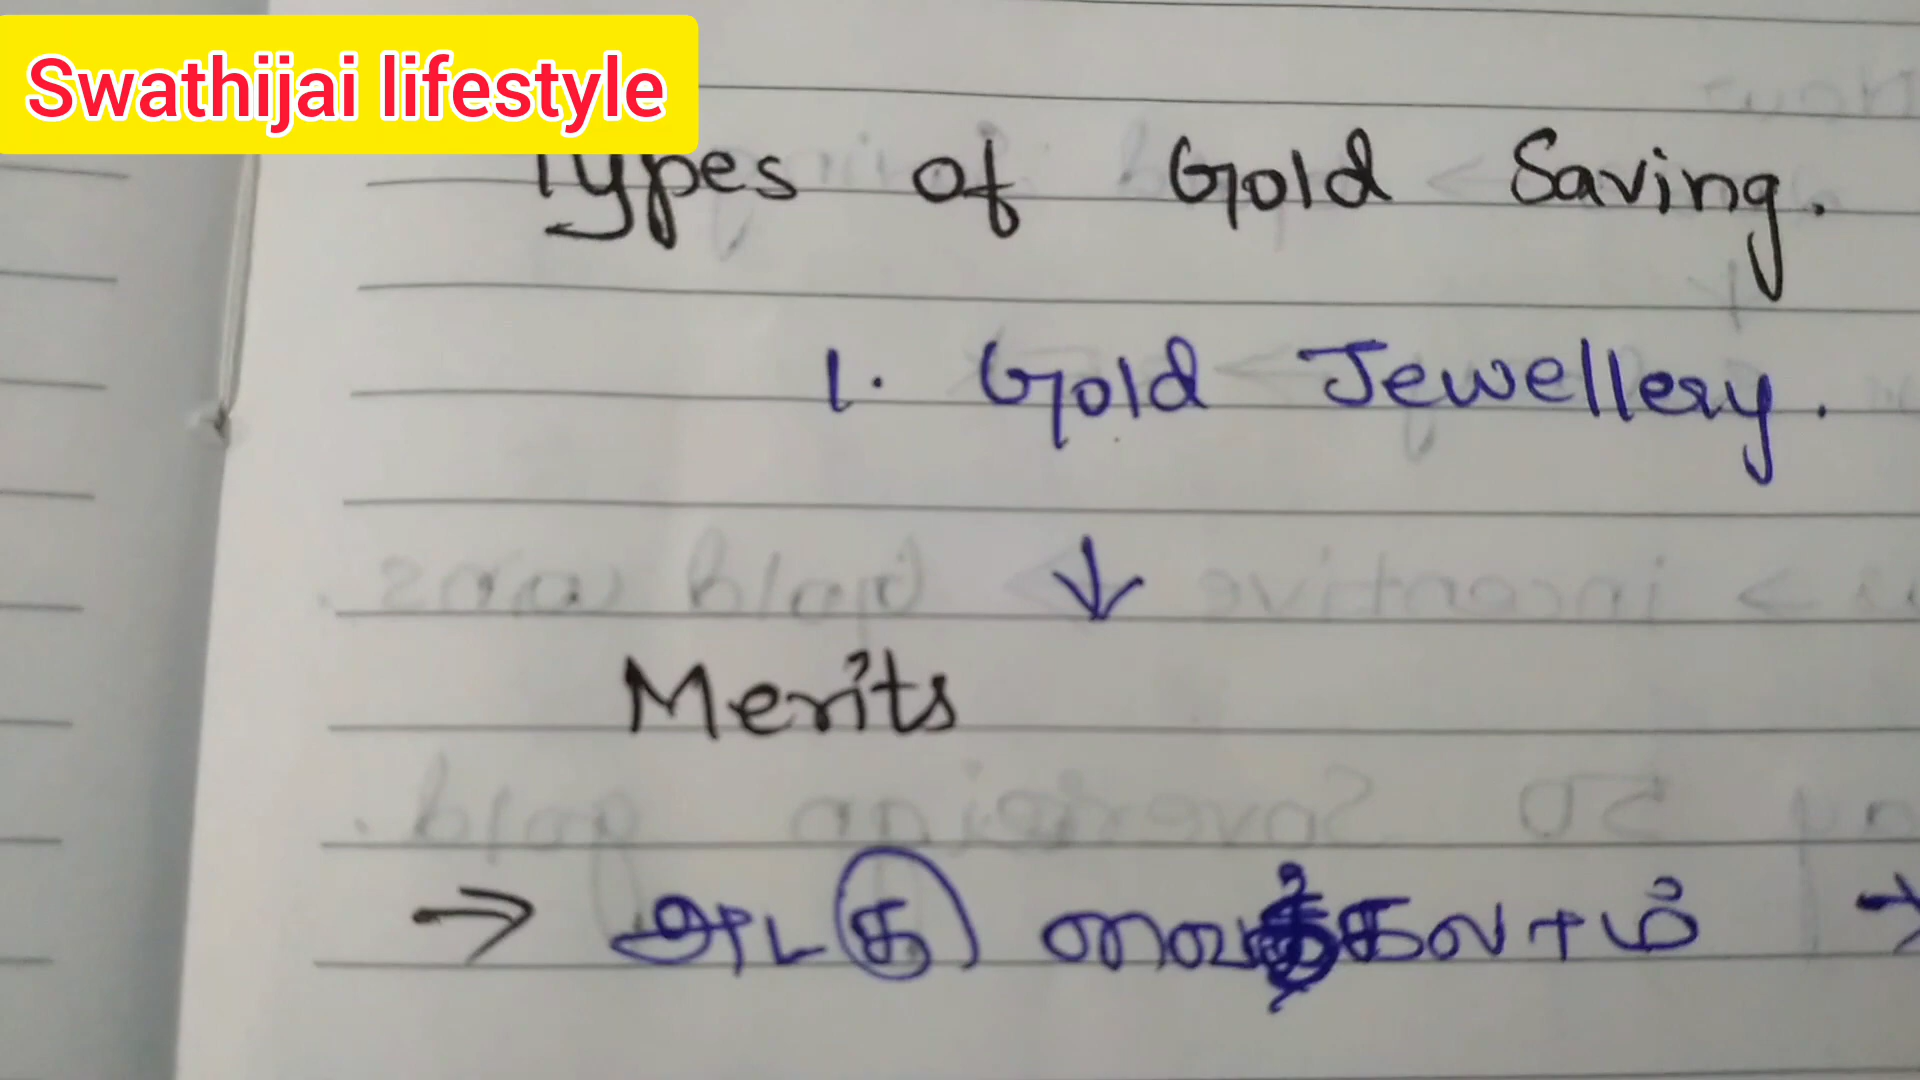 Swathijai lifestyle
Types of Gold Saving.
1. Gold Jewellery.
↓
Merits
→ அடகு வைக்கலாம் →